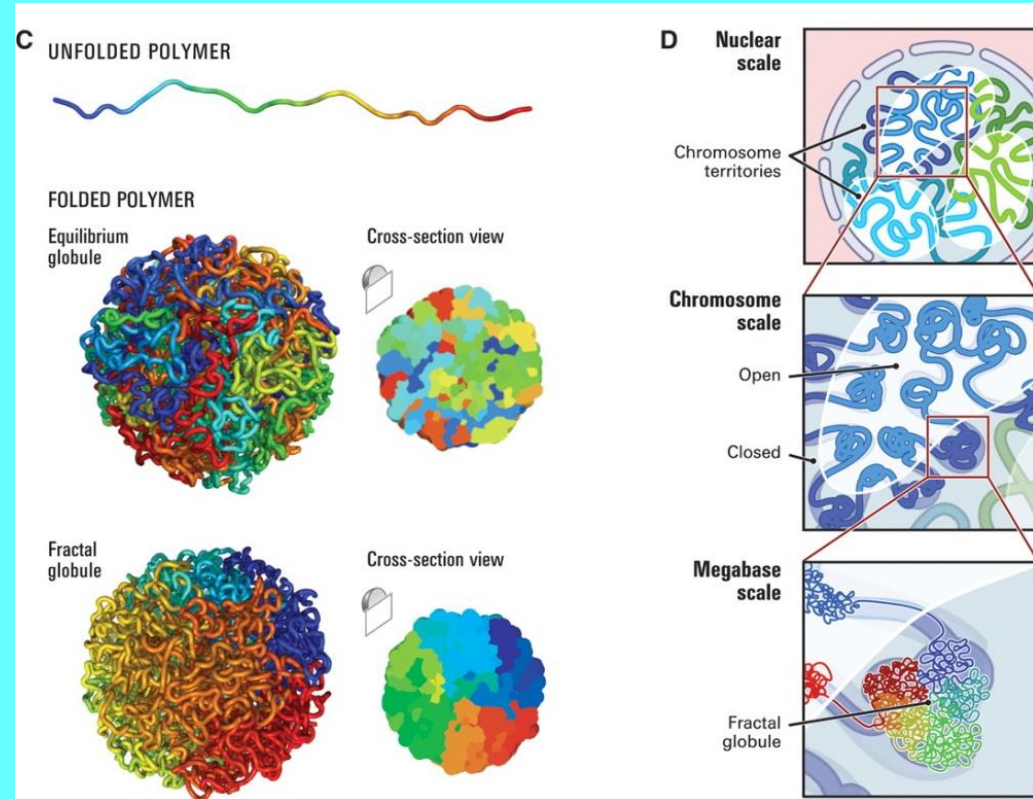 C
UNFOLDED POLYMER
FOLDED POLYMER
Equilibrium
globule
Cross-section view
Fractal
globule
Cross-section view
D
Nuclear
scale
Chromosome
territories
Chromosome
scale
Open
Closed
Megabase
scale
Fractal
globule